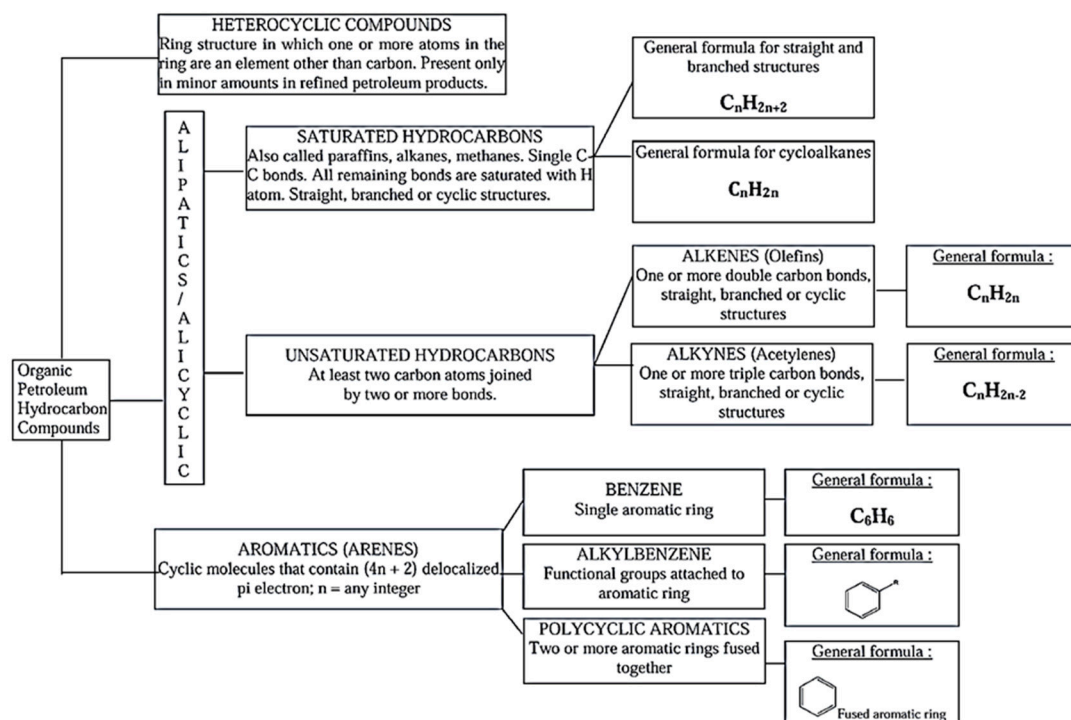 HETEROCYCLIC COMPOUNDS
Ring structure in which one or more atoms in the
ring are an element other than carbon. Present only
in minor amounts in refined petroleum products.
General formula for straight and
branched structures
CₙH₂ₙ₊₂
ALIPATICS/ALICYCLIC
SATURATED HYDROCARBONS
Also called paraffins, alkanes, methanes. Single C-
C bonds. All remaining bonds are saturated with H
atom. Straight, branched or cyclic structures.
General formula for cycloalkanes
CₙH₂ₙ
ALKENES (Olefins)
One or more double carbon bonds,
straight, branched or cyclic
structures
General formula :
CₙH₂ₙ
UNSATURATED HYDROCARBONS
At least two carbon atoms joined
by two or more bonds.
ALKYNES (Acetylenes)
One or more triple carbon bonds,
straight, branched or cyclic
structures
General formula :
CₙH₂ₙ₋₂
Organic
Petroleum
Hydrocarbon
Compounds
AROMATICS (ARENES)
Cyclic molecules that contain (4n + 2) delocalized
pi electron; n = any integer
BENZENE
Single aromatic ring
General formula :
C₆H₆
ALKYLBENZENE
Functional groups attached to
aromatic ring
General formula :
R
POLYCYCLIC AROMATICS
Two or more aromatic rings fused
together
General formula :
Fused aromatic ring